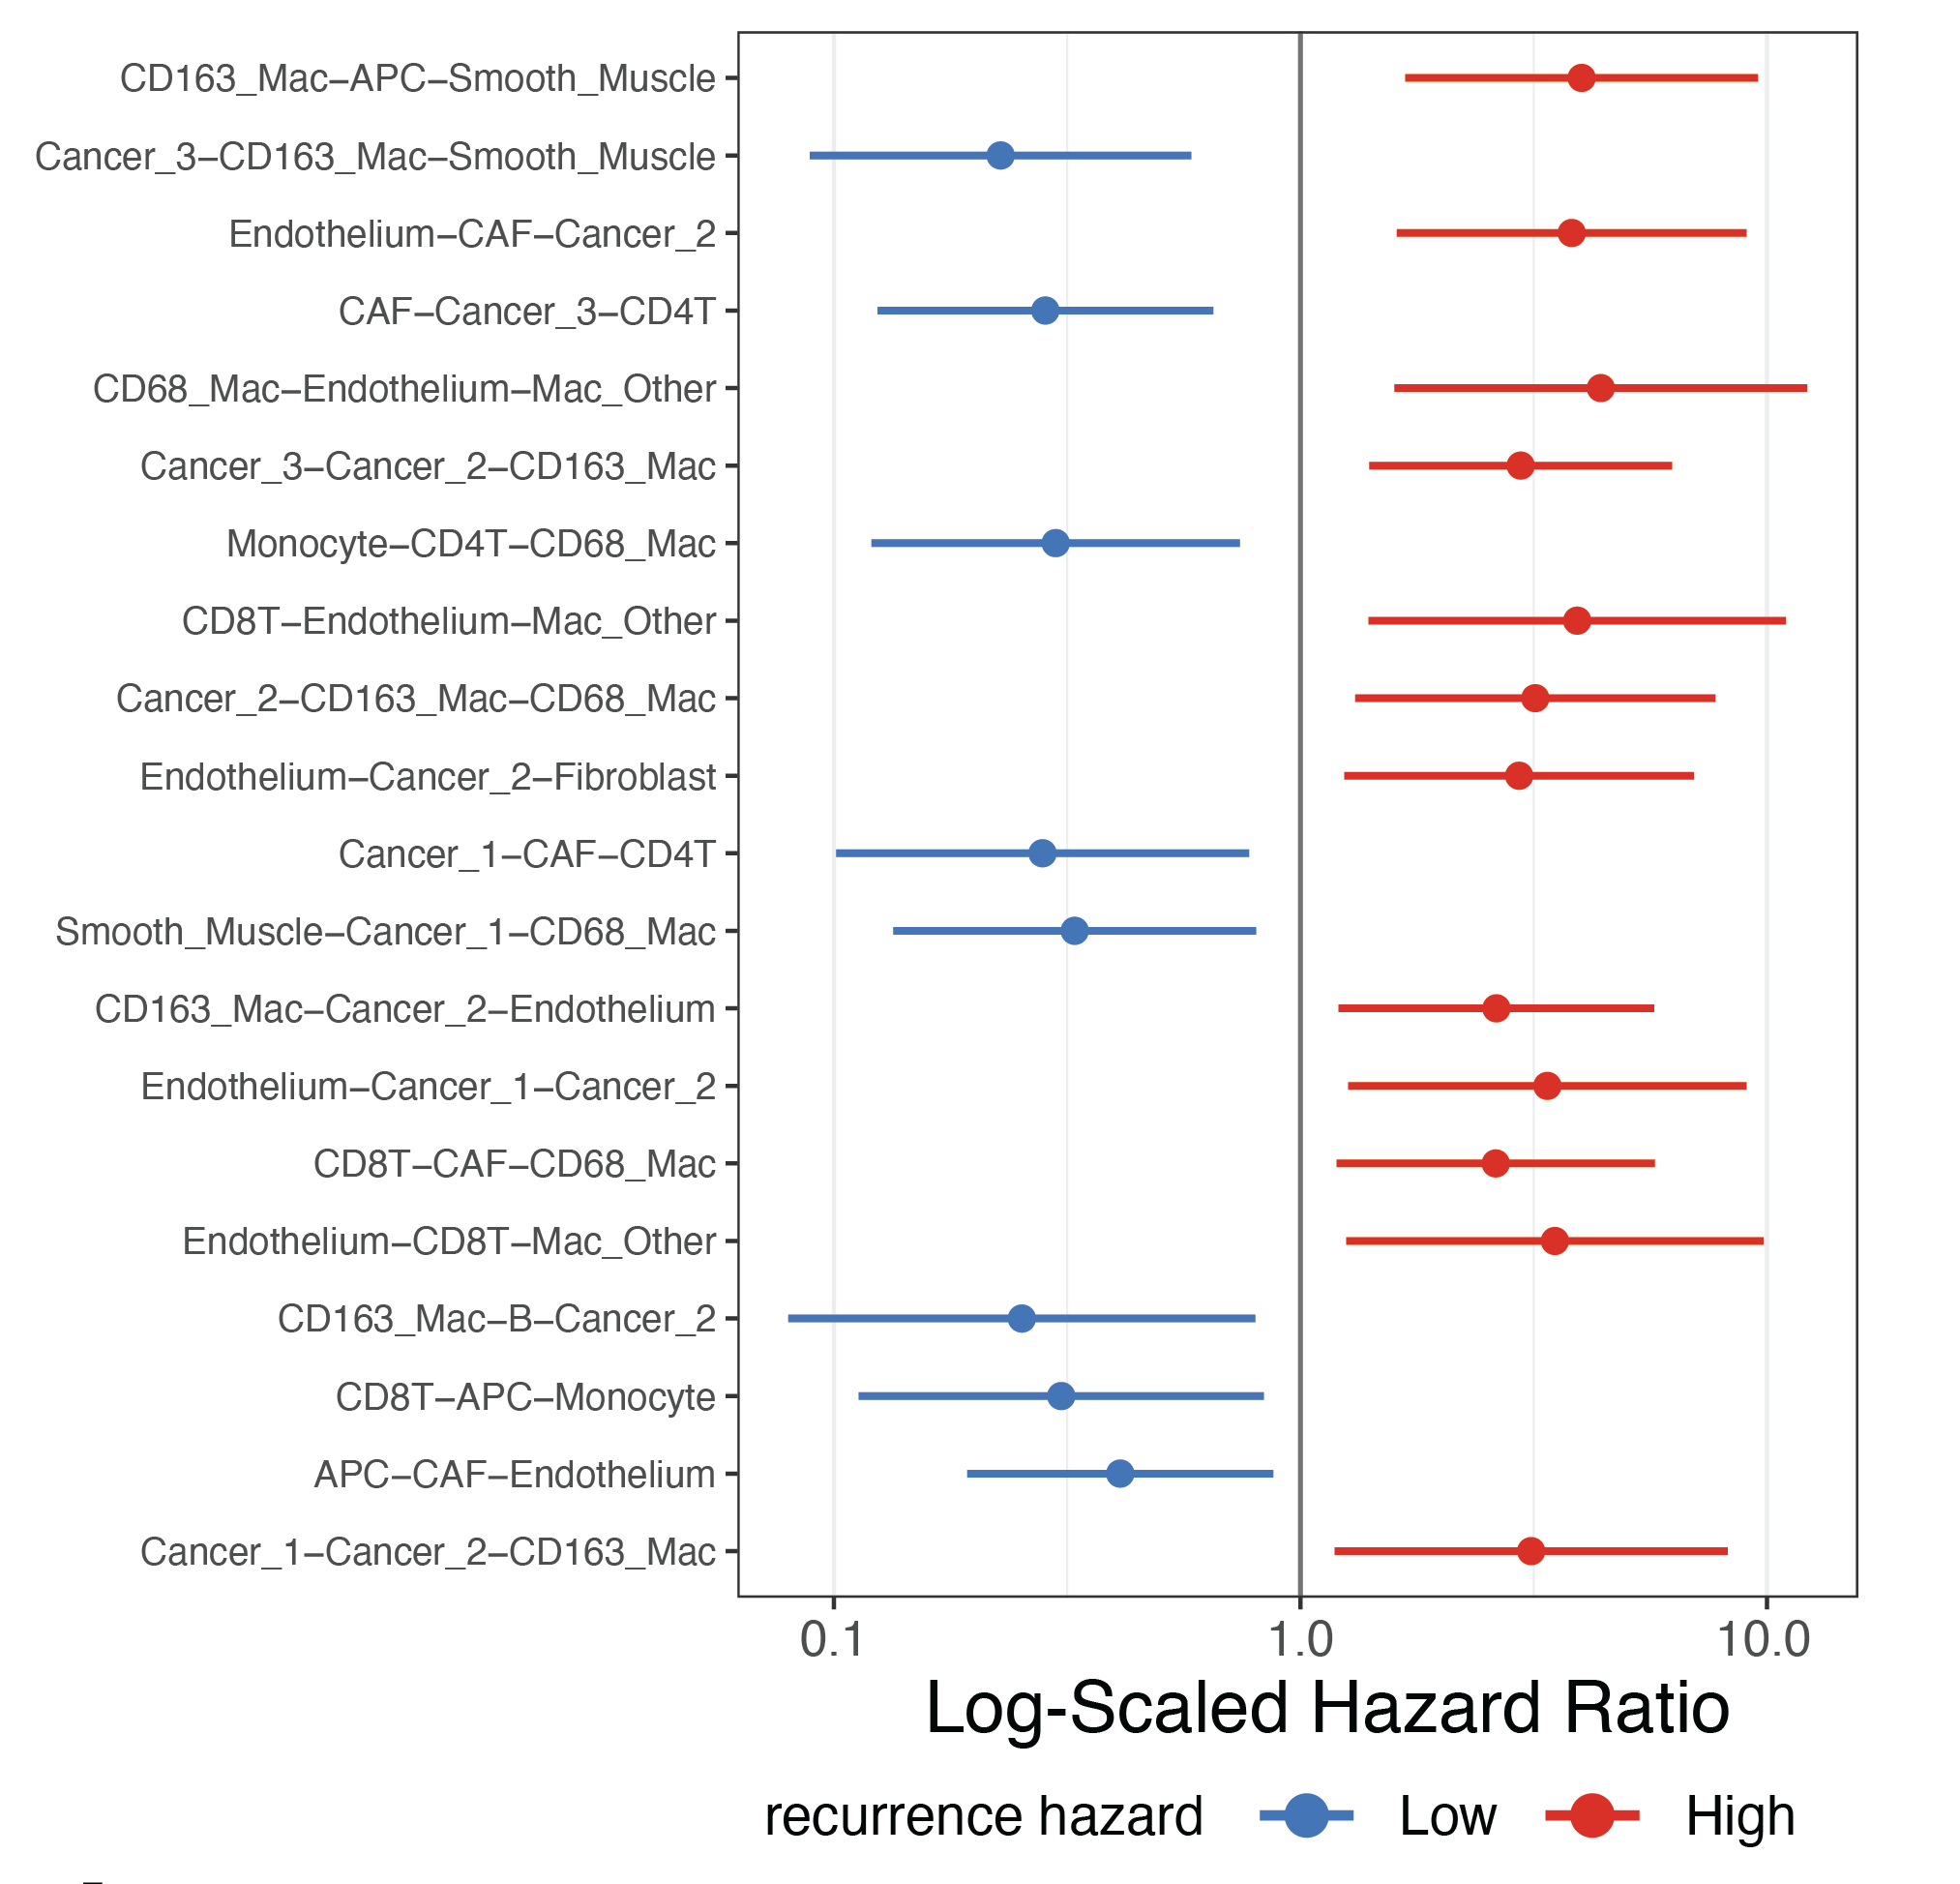 CD163_Mac−APC−Smooth_Muscle
Cancer_3−CD163_Mac−Smooth_Muscle
Endothelium−CAF−Cancer_2
CAF−Cancer_3−CD4T
CD68_Mac−Endothelium−Mac_Other
Cancer_3−Cancer_2−CD163_Mac
Monocyte−CD4T−CD68_Mac
CD8T−Endothelium−Mac_Other
Cancer_2−CD163_Mac−CD68_Mac
Endothelium−Cancer_2−Fibroblast
Cancer_1−CAF−CD4T
Smooth_Muscle−Cancer_1−CD68_Mac
CD163_Mac−Cancer_2−Endothelium
Endothelium−Cancer_1−Cancer_2
CD8T−CAF−CD68_Mac
Endothelium−CD8T−Mac_Other
CD163_Mac−B−Cancer_2
CD8T−APC−Monocyte
APC−CAF−Endothelium
Cancer_1−Cancer_2−CD163_Mac
0.1 1.0 10.0
Log-Scaled Hazard Ratio
recurrence hazard Low High